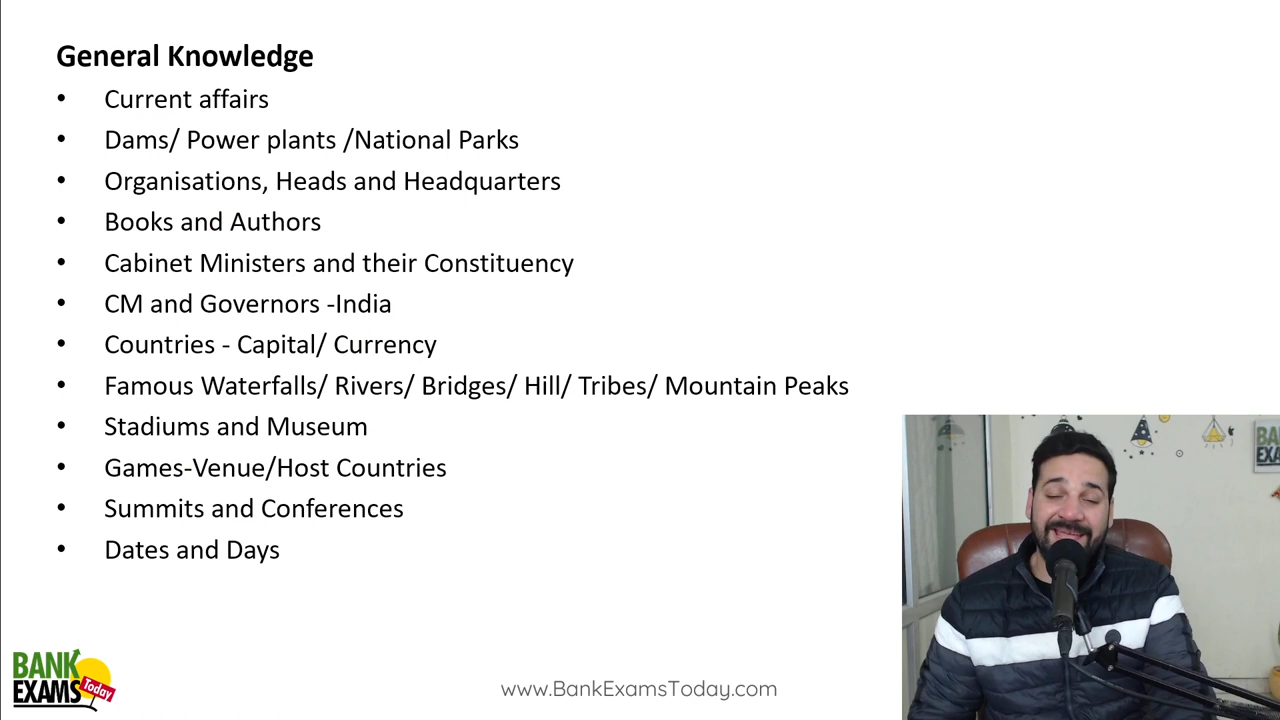 General Knowledge
• Current affairs
• Dams/ Power plants /National Parks
• Organisations, Heads and Headquarters
• Books and Authors
• Cabinet Ministers and their Constituency
• CM and Governors -India
• Countries - Capital/ Currency
• Famous Waterfalls/ Rivers/ Bridges/ Hill/ Tribes/ Mountain Peaks
• Stadiums and Museum
• Games-Venue/Host Countries
• Summits and Conferences
• Dates and Days
BANK
EXAMS Today
www.BankExamsToday.com